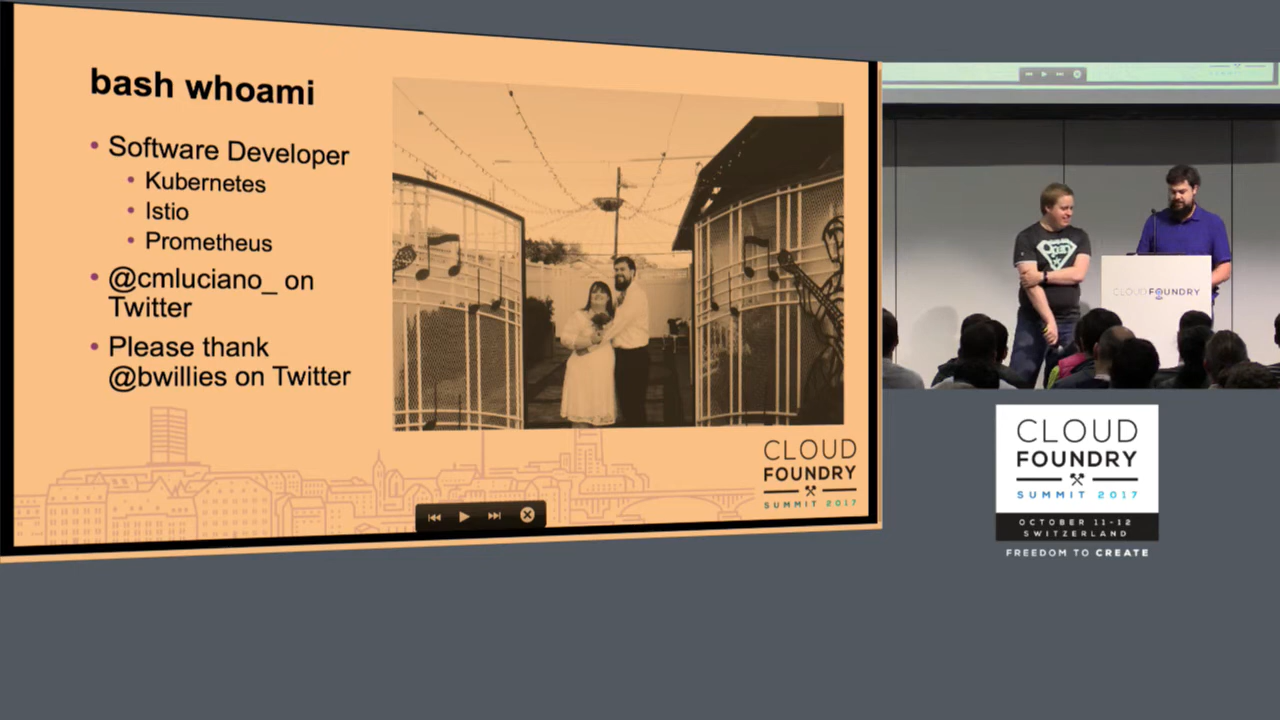 bash whoami
• Software Developer
• Kubernetes
• Istio
• Prometheus
• @cmluciano_ on
Twitter
• Please thank
@bwillies on Twitter
CLOUD
FOUNDRY
SUMMIT 2017
CLOUD FOUNDRY
CLOUD
FOUNDRY
SUMMIT 2017
OCTOBER 11-12
SWITZERLAND
FREEDOM TO CREATE